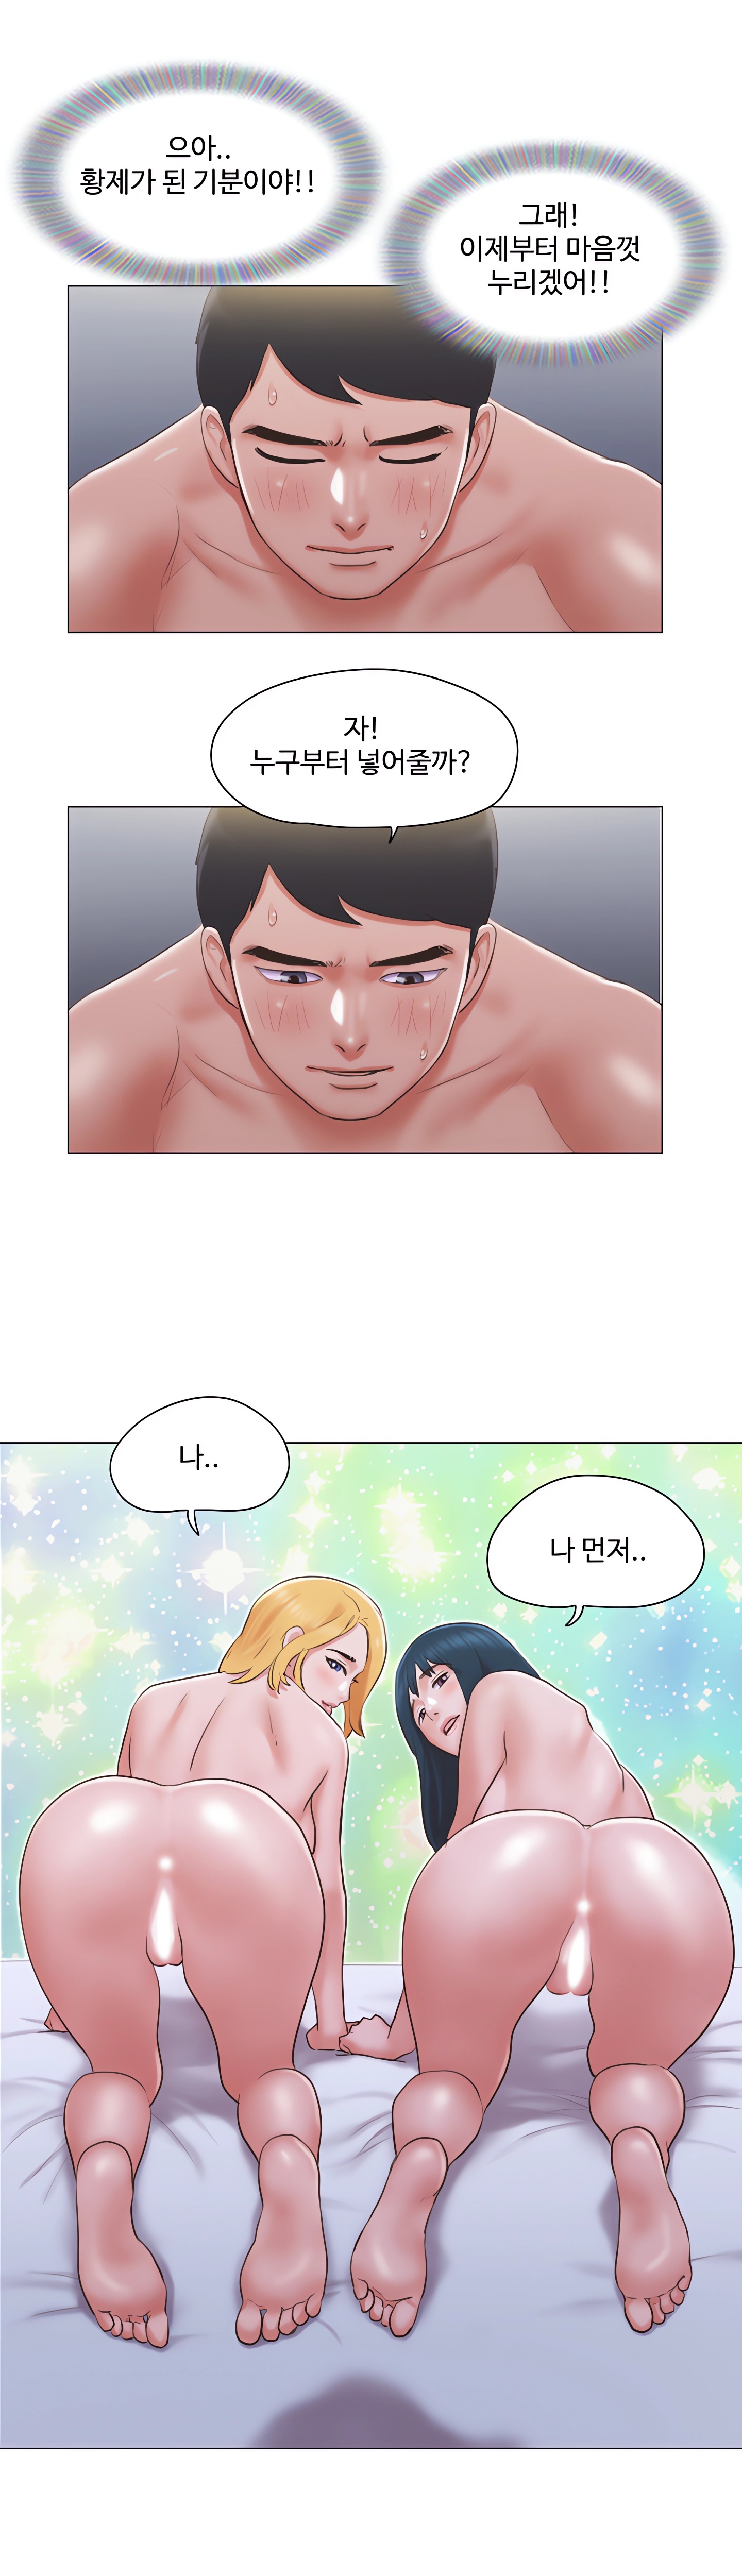 으아..
황제가 된 기분이야!!
그래!
이제부터 마음껏
누리겠어!!
자!
누구부터 넣어줄까?
나..
나 먼저..